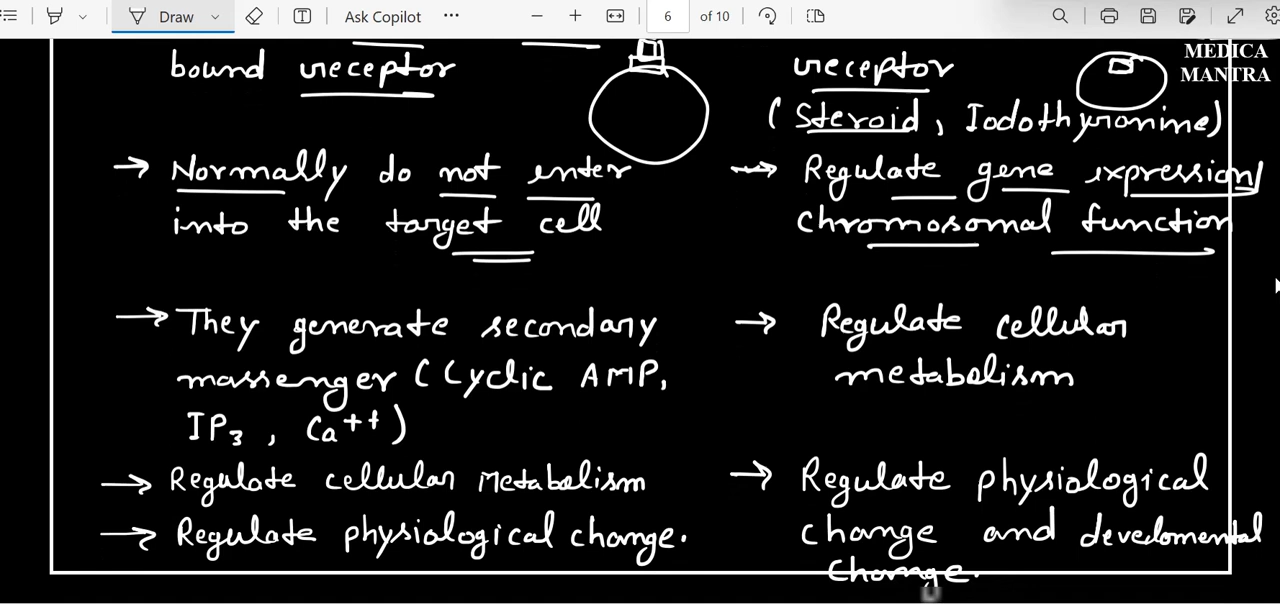 Draw
Ask Copilot
6 of 10
MEDICA
MANTRA
bound receptor
→ Normally do not enter
into the target cell
→ They generate secondary
massenger (Cyclic AMP,
IP3, Ca++)
→ Regulate cellular Metabolism
→ Regulate physiological change.
receptor
(Steroid, Iodothyronine)
→ Regulate gene expression/
chromosomal function
→ Regulate cellular
metabolism
→ Regulate physiological
change and develomental
change.